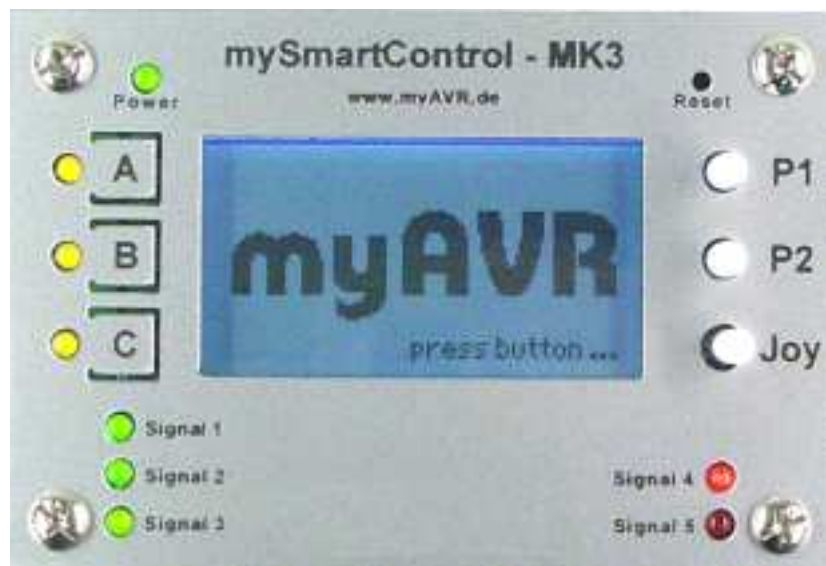 mySmartControl - MK3
Power
www.myAVR.de
Reset
A
P1
B
P2
C
Joy
myAVR
press button ...
Signal 1
Signal 2
Signal 3
Signal 4
Signal 5